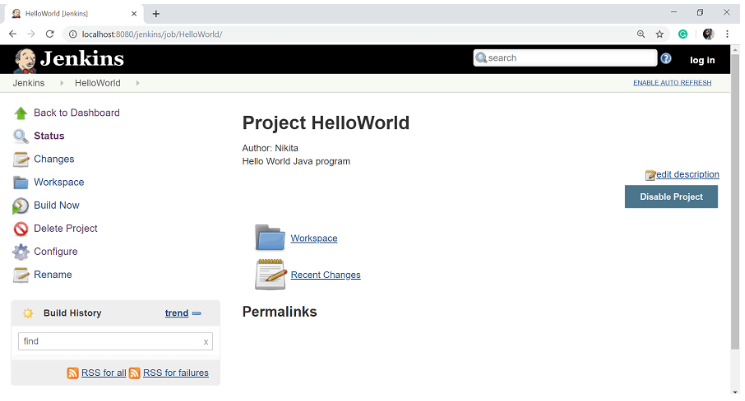 HelloWorld [Jenkins]
localhost:8080/jenkins/job/HelloWorld/
Jenkins
search
log in
Jenkins
HelloWorld
ENABLE AUTO REFRESH
Back to Dashboard
Status
Changes
Workspace
Build Now
Delete Project
Configure
Rename
Build History
trend
find
x
RSS for all
RSS for failures
Project HelloWorld
Author: Nikita
Hello World Java program
edit description
Disable Project
Workspace
Recent Changes
Permalinks